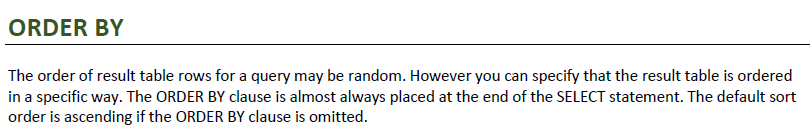 ORDER BY
The order of result table rows for a query may be random. However you can specify that the result table is ordered
in a specific way. The ORDER BY clause is almost always placed at the end of the SELECT statement. The default sort
order is ascending if the ORDER BY clause is omitted.